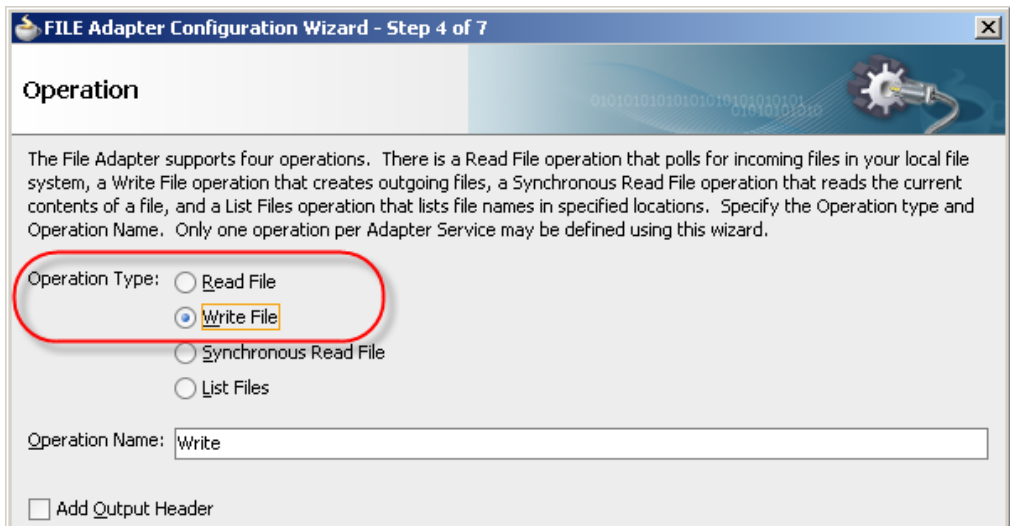 FILE Adapter Configuration Wizard - Step 4 of 7
Operation
The File Adapter supports four operations. There is a Read File operation that polls for incoming files in your local file
system, a Write File operation that creates outgoing files, a Synchronous Read File operation that reads the current
contents of a file, and a List Files operation that lists file names in specified locations. Specify the Operation type and
Operation Name. Only one operation per Adapter Service may be defined using this wizard.
Operation Type: Read File
Write File
Synchronous Read File
List Files
Operation Name: Write
Add Output Header